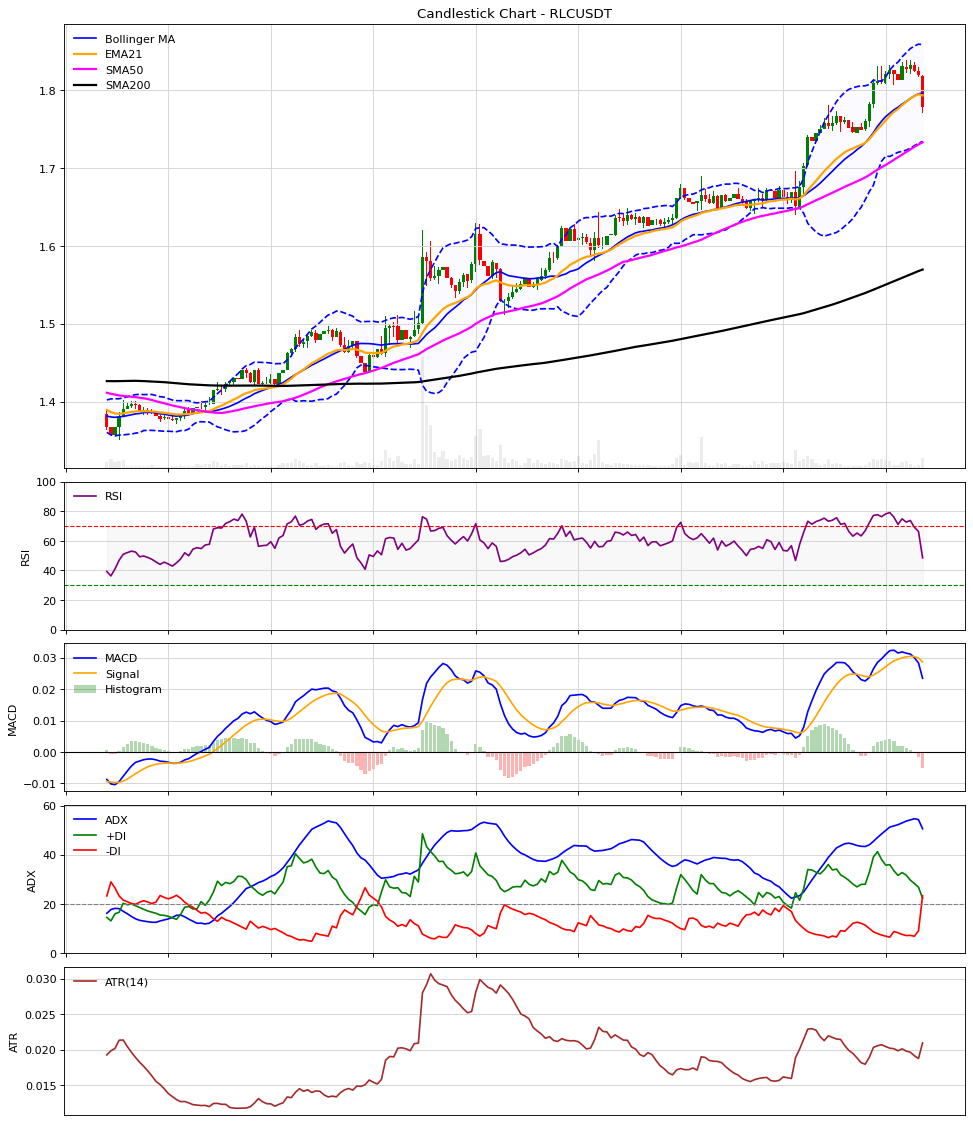 Candlestick Chart - RLCUSDT
Bollinger MA
EMA21
SMA50
SMA200
1.8
1.7
1.6
1.5
1.4
100
80
60
40
20
0
RSI
RSI
0.03
0.02
0.01
0.00
−0.01
MACD
MACD
Signal
Histogram
60
40
20
0
ADX
ADX
+DI
-DI
0.030
0.025
0.020
0.015
ATR
ATR(14)